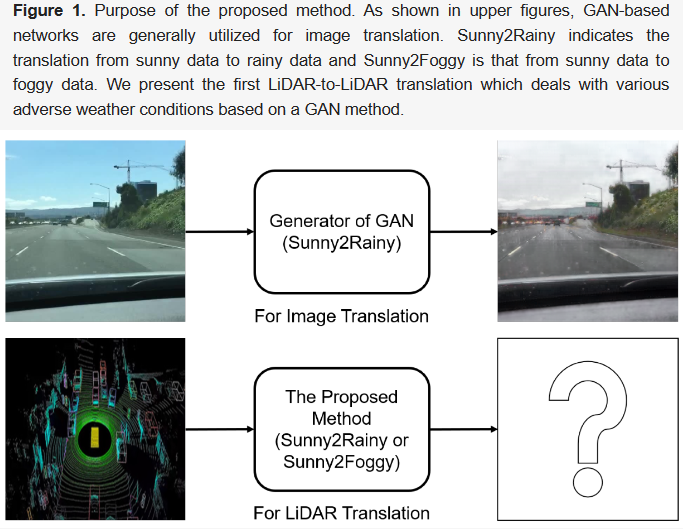 Figure 1. Purpose of the proposed method. As shown in upper figures, GAN-based
networks are generally utilized for image translation. Sunny2Rainy indicates the
translation from sunny data to rainy data and Sunny2Foggy is that from sunny data to
foggy data. We present the first LiDAR-to-LiDAR translation which deals with various
adverse weather conditions based on a GAN method.
Generator of GAN
(Sunny2Rainy)
For Image Translation
The Proposed
Method
(Sunny2Rainy or
Sunny2Foggy)
?
For LiDAR Translation